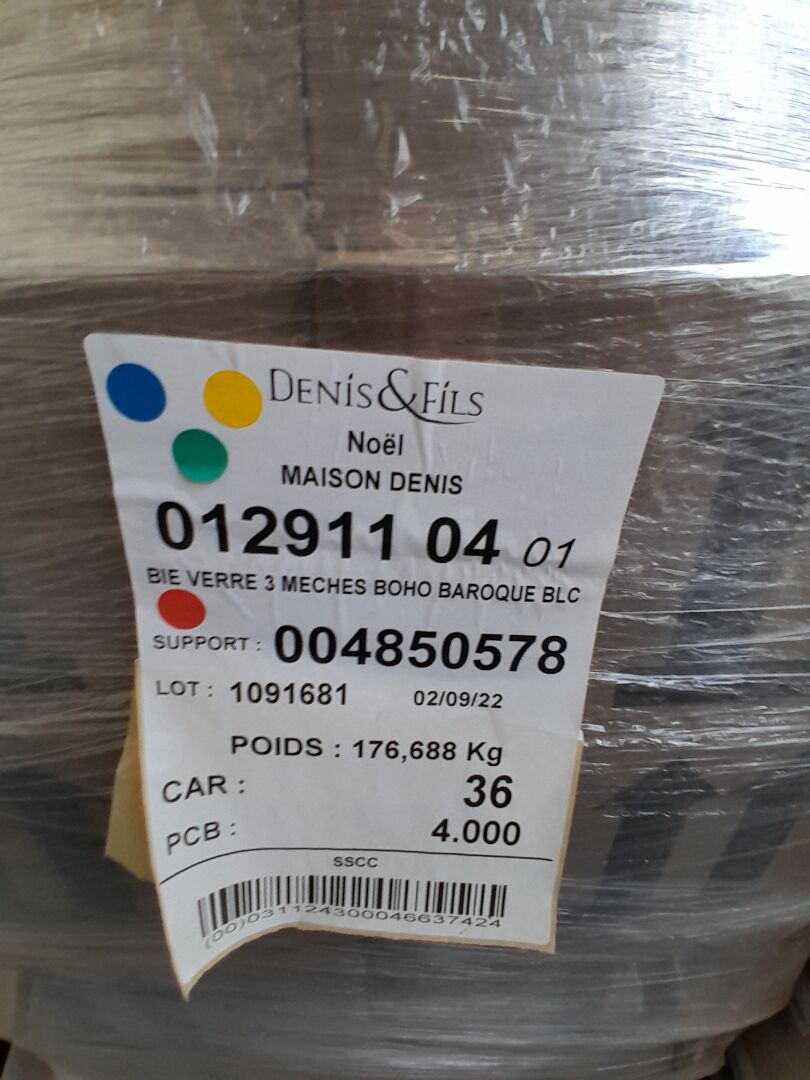 DENIS&FILS
Noël
MAISON DENIS
012911 04 01
BIE VERRE 3 MECHES BOHO BAROQUE BLC
SUPPORT : 004850578
LOT : 1091681 02/09/22
POIDS : 176,688 Kg
CAR : 36
PCB : 4.000
SSCC
(00)031124300046637424